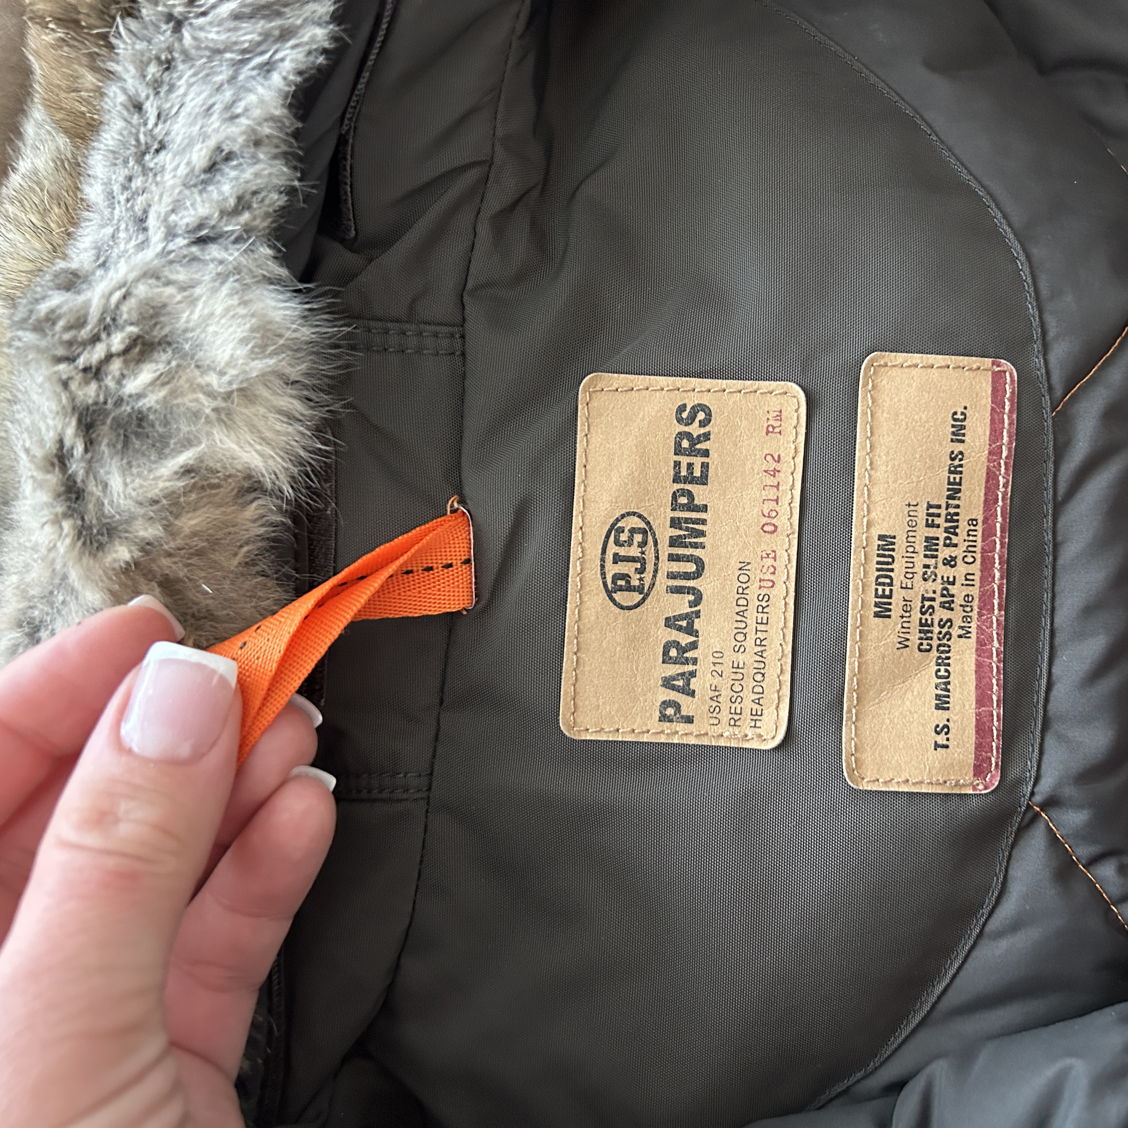 P.J.S
PARAJUMPERS
USAF 210
RESCUE SQUADRON
HEADQUARTERS USE 061142 RM
MEDIUM
Winter Equipment
CHEST: SLIM FIT
T.S. MACROSS APE & PARTNERS INC.
Made in China